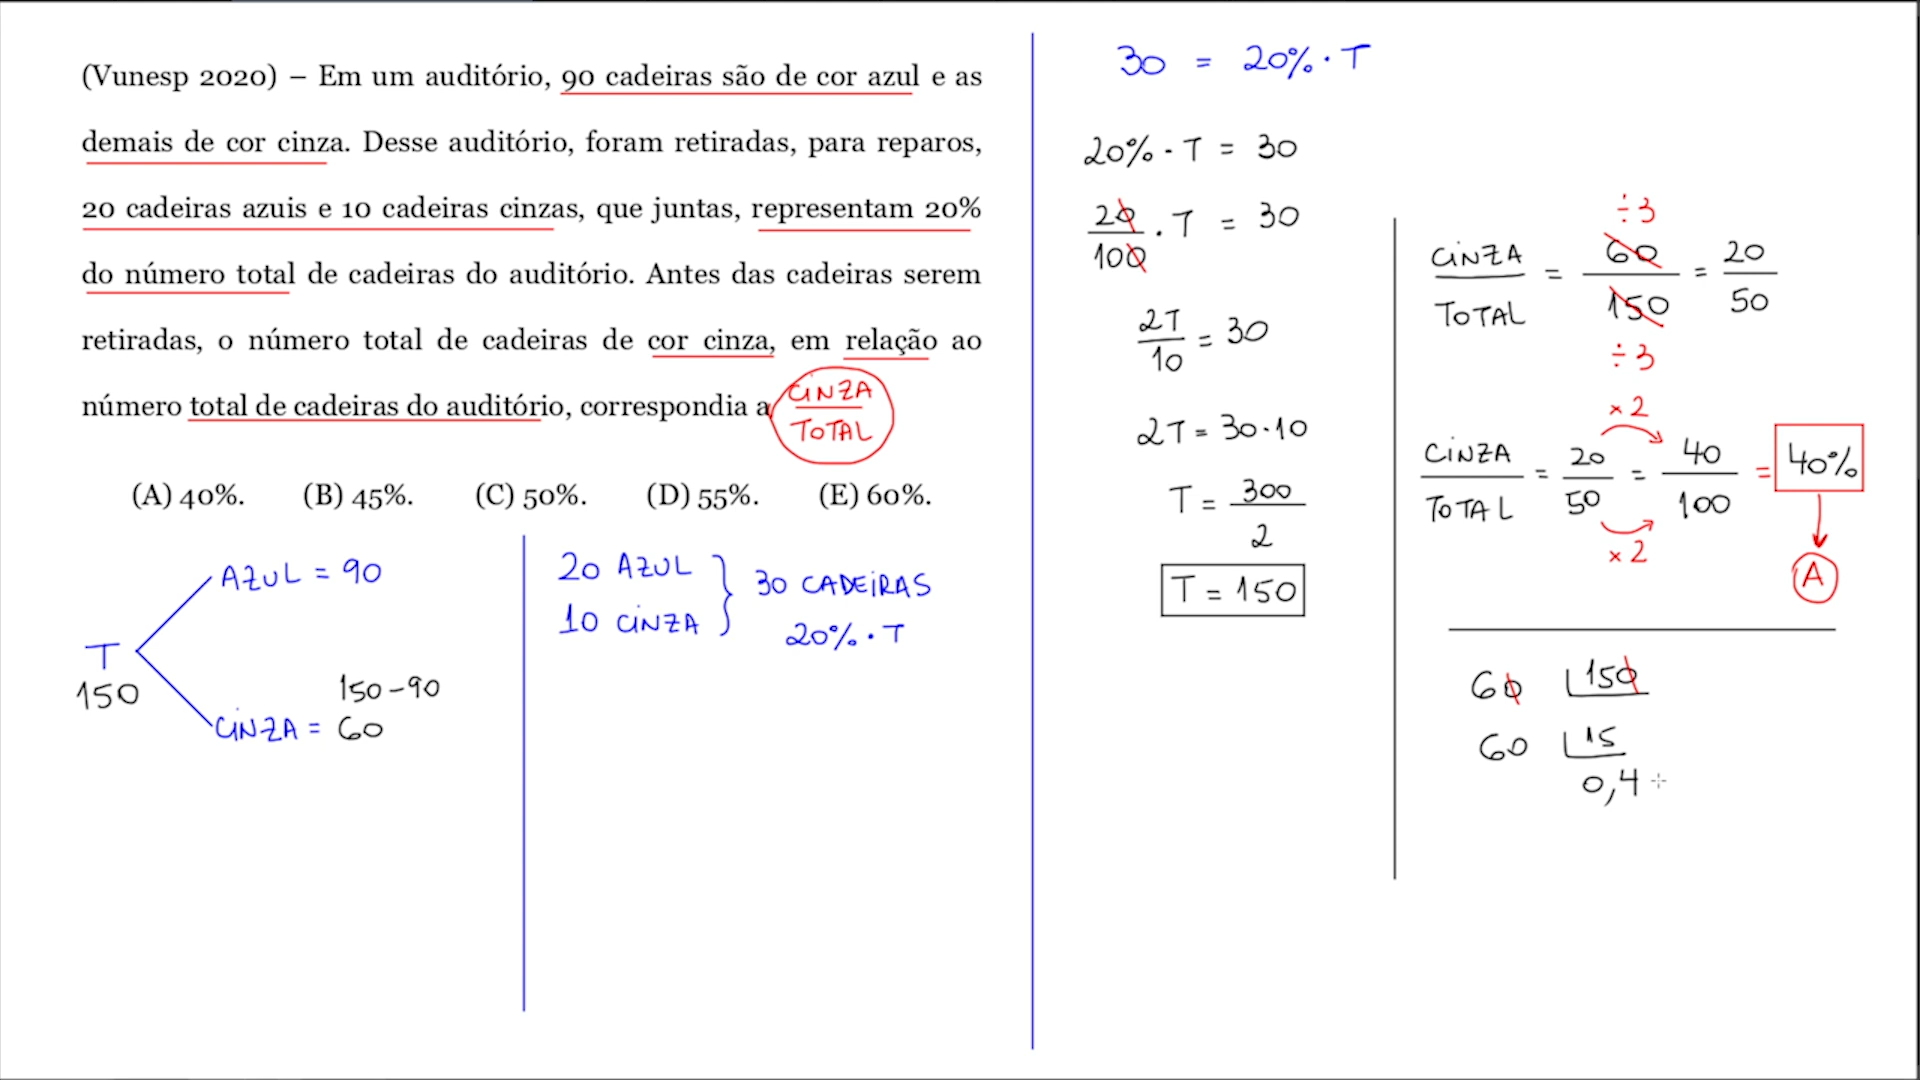 (Vunesp 2020) – Em um auditório, 90 cadeiras são de cor azul e as
demais de cor cinza. Desse auditório, foram retiradas, para reparos,
20 cadeiras azuis e 10 cadeiras cinzas, que juntas, representam 20%
do número total de cadeiras do auditório. Antes das cadeiras serem
retiradas, o número total de cadeiras de cor cinza, em relação ao
número total de cadeiras do auditório, correspondia a
CINZA
TOTAL
(A) 40%. (B) 45%. (C) 50%. (D) 55%. (E) 60%.
AZUL = 90
T
150
150-90
CINZA = 60
20 AZUL
10 CINZA
} 30 CADEIRAS
20% · T
30 = 20% · T
20% · T = 30
20/100 · T = 30
2T/10 = 30
2T = 30·10
T = 300/2
T = 150
÷3
CINZA/TOTAL = 60/150 = 20/50
÷3
×2
CINZA/TOTAL = 20/50 = 40/100 = 40%
×2
A
60 150
60 15
0,4